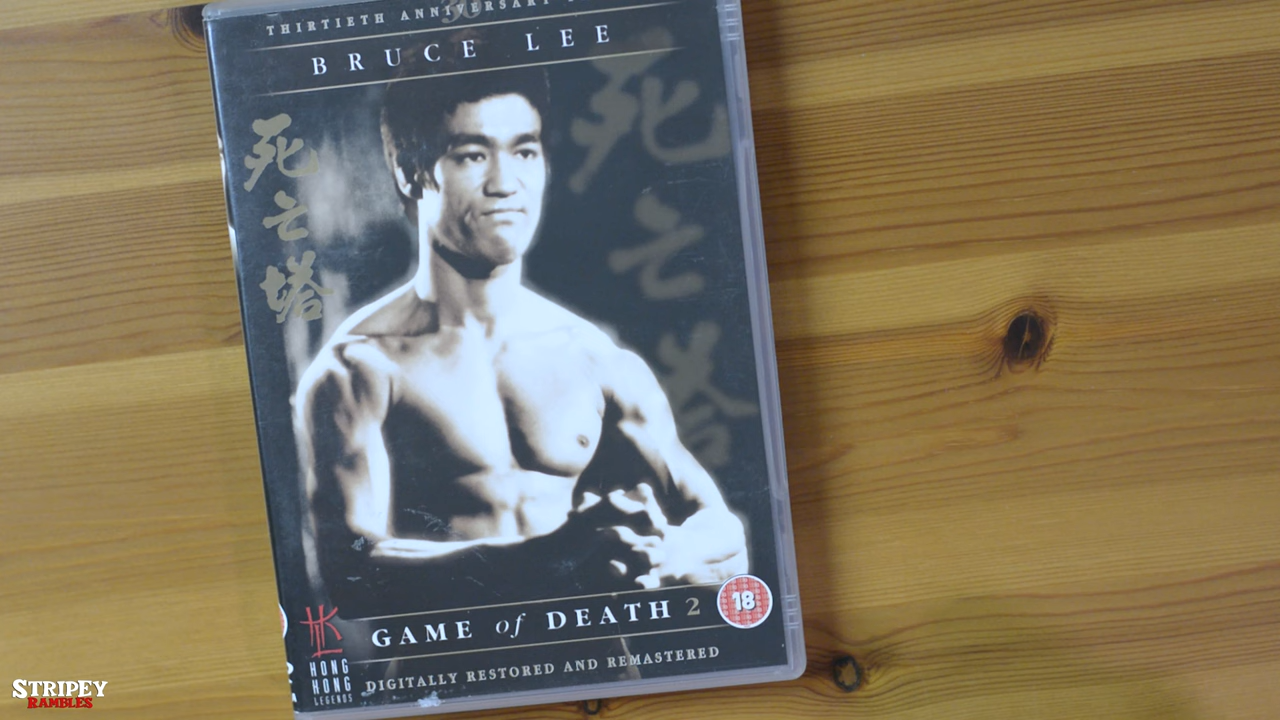 THIRTIETH ANNIVERSARY
BRUCE LEE
死亡塔
死亡塔
GAME of DEATH 2
18
HK
HONG
KONG
LEGENDS
DIGITALLY RESTORED AND REMASTERED
STRIPEY
RAMBLES